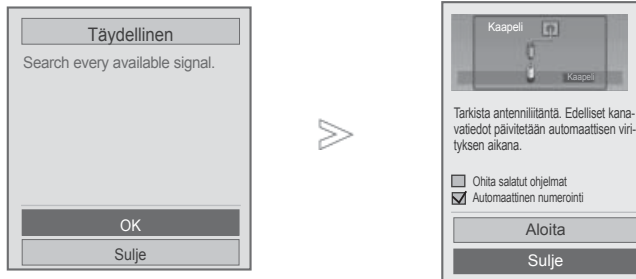 Täydellinen
Search every available signal.
OK
Sulje
Kaapeli
Kaapeli
Tarkista antenniliitäntä. Edelliset kana-
vatiedot päivitetään automaattisen viri-
tyksen aikana.
Ohita salatut ohjelmat
Automaattinen numerointi
Aloita
Sulje